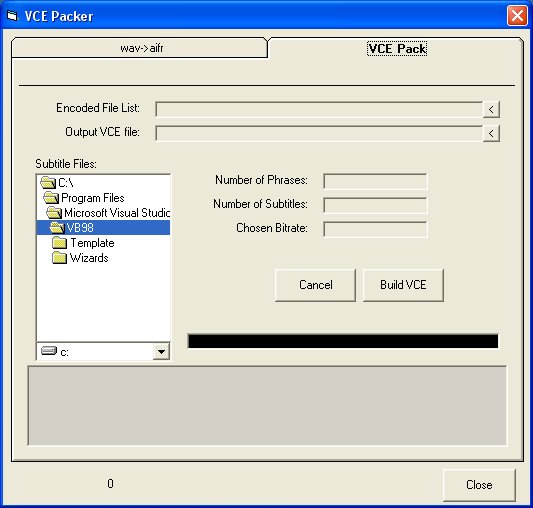 VCE Packer
wav->aifr
VCE Pack
Encoded File List:
<
Output VCE file:
<
Subtitle Files:
C:\
Program Files
Microsoft Visual Studio
VB98
Template
Wizards
c:
Number of Phrases:
Number of Subtitles:
Chosen Bitrate:
Cancel
Build VCE
0
Close